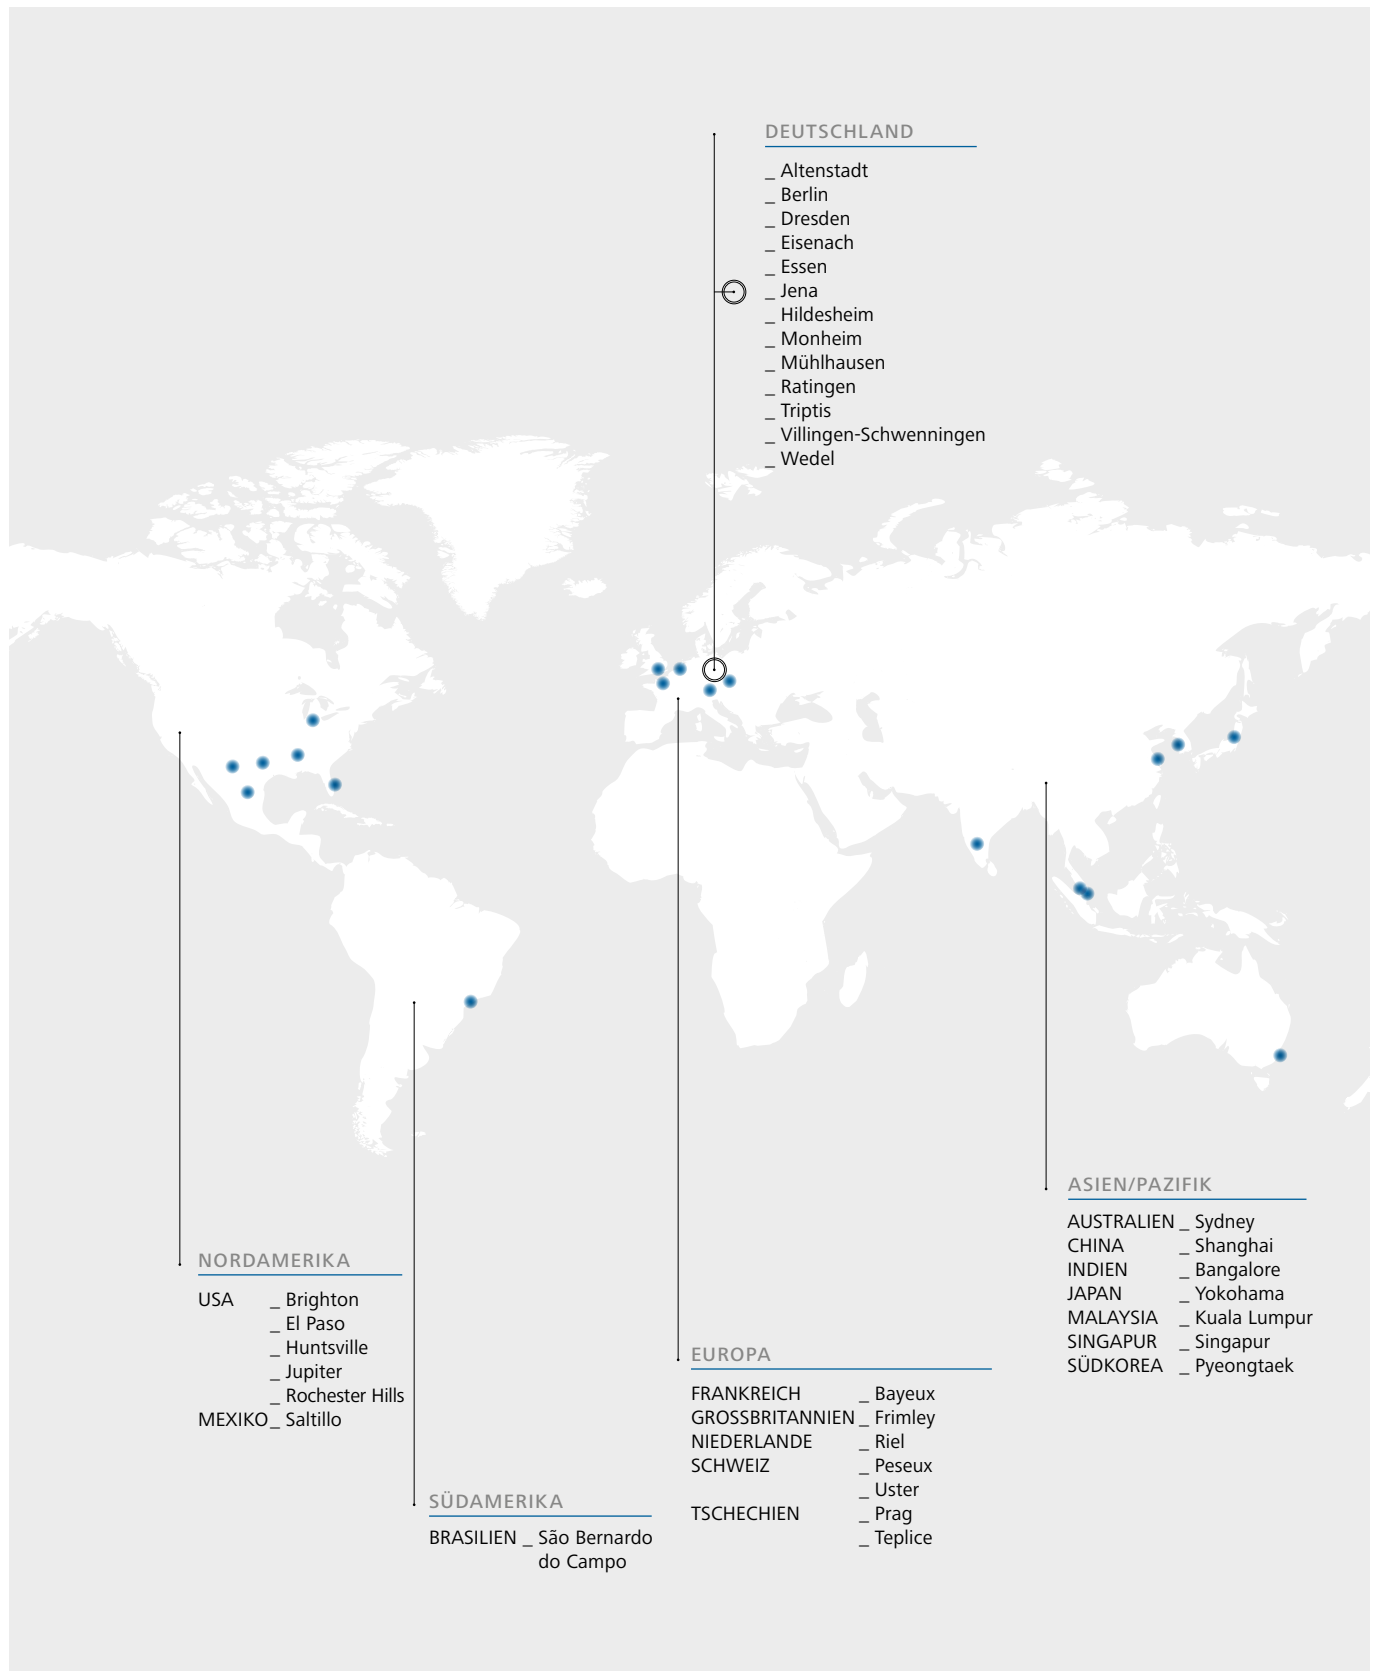 DEUTSCHLAND
_ Altenstadt
_ Berlin
_ Dresden
_ Eisenach
_ Essen
_ Jena
_ Hildesheim
_ Monheim
_ Mühlhausen
_ Ratingen
_ Triptis
_ Villingen-Schwenningen
_ Wedel
NORDAMERIKA
USA _ Brighton
_ El Paso
_ Huntsville
_ Jupiter
_ Rochester Hills
MEXIKO _ Saltillo
SÜDAMERIKA
BRASILIEN _ São Bernardo
do Campo
EUROPA
FRANKREICH _ Bayeux
GROSSBRITANNIEN _ Frimley
NIEDERLANDE _ Riel
SCHWEIZ _ Peseux
_ Uster
TSCHECHIEN _ Prag
_ Teplice
ASIEN/PAZIFIK
AUSTRALIEN _ Sydney
CHINA _ Shanghai
INDIEN _ Bangalore
JAPAN _ Yokohama
MALAYSIA _ Kuala Lumpur
SINGAPUR _ Singapur
SÜDKOREA _ Pyeongtaek